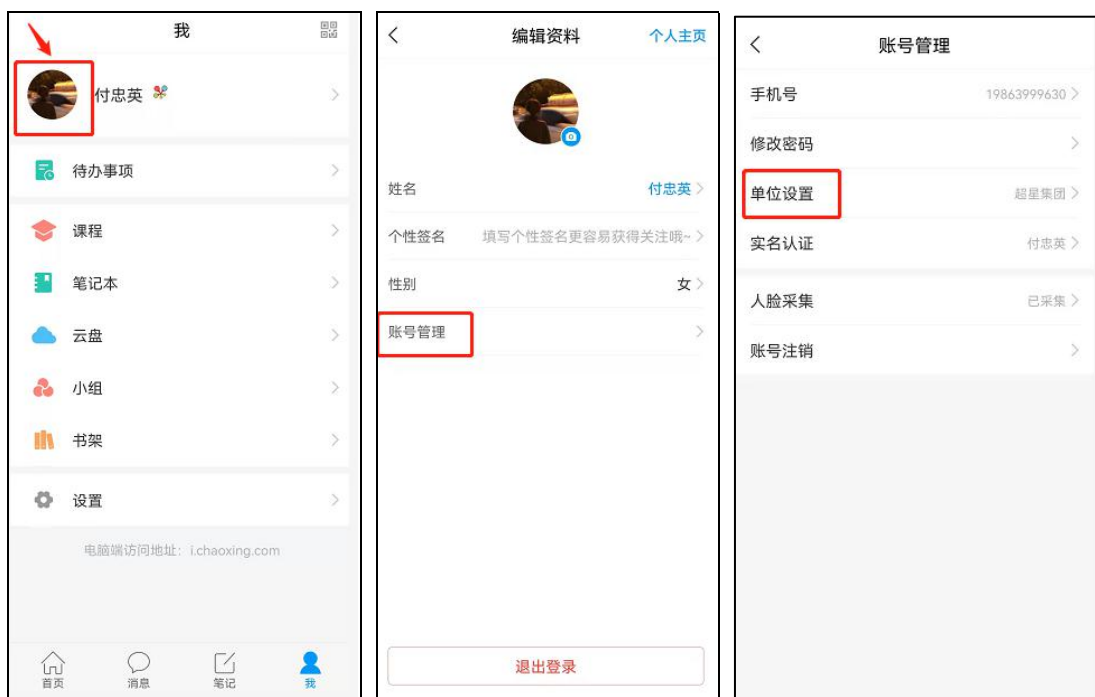 我
付忠英
待办事项
课程
笔记本
云盘
小组
书架
设置
电脑端访问地址：i.chaoxing.com
首页
消息
笔记
我
编辑资料
个人主页
姓名
付忠英
个性签名
填写个性签名更容易获得关注哦~
性别
女
账号管理
退出登录
账号管理
手机号
19863999630
修改密码
单位设置
超星集团
实名认证
付忠英
人脸采集
已采集
账号注销